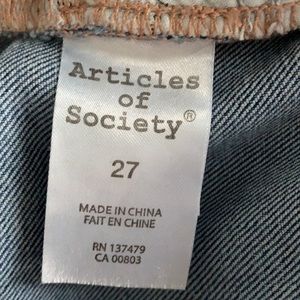 Articles
of
Society®
27
MADE IN CHINA
FAIT EN CHINE
RN 137479
CA 00803